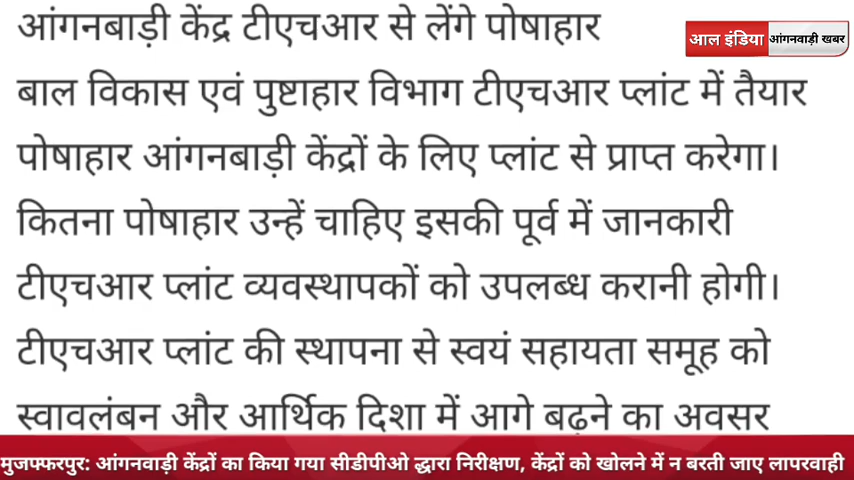 आंगनबाड़ी केंद्र टीएचआर से लेंगे पोषाहार
आल इंडिया आंगनवाड़ी खबर
बाल विकास एवं पुष्टाहार विभाग टीएचआर प्लांट में तैयार
पोषाहार आंगनबाड़ी केंद्रों के लिए प्लांट से प्राप्त करेगा।
कितना पोषाहार उन्हें चाहिए इसकी पूर्व में जानकारी
टीएचआर प्लांट व्यवस्थापकों को उपलब्ध करानी होगी।
टीएचआर प्लांट की स्थापना से स्वयं सहायता समूह को
स्वावलंबन और आर्थिक दिशा में आगे बढ़ने का अवसर
मुजफ्फरपुर: आंगनवाड़ी केंद्रों का किया गया सीडीपीओ द्धारा निरीक्षण, केंद्रों को खोलने में न बरती जाए लापरवाही